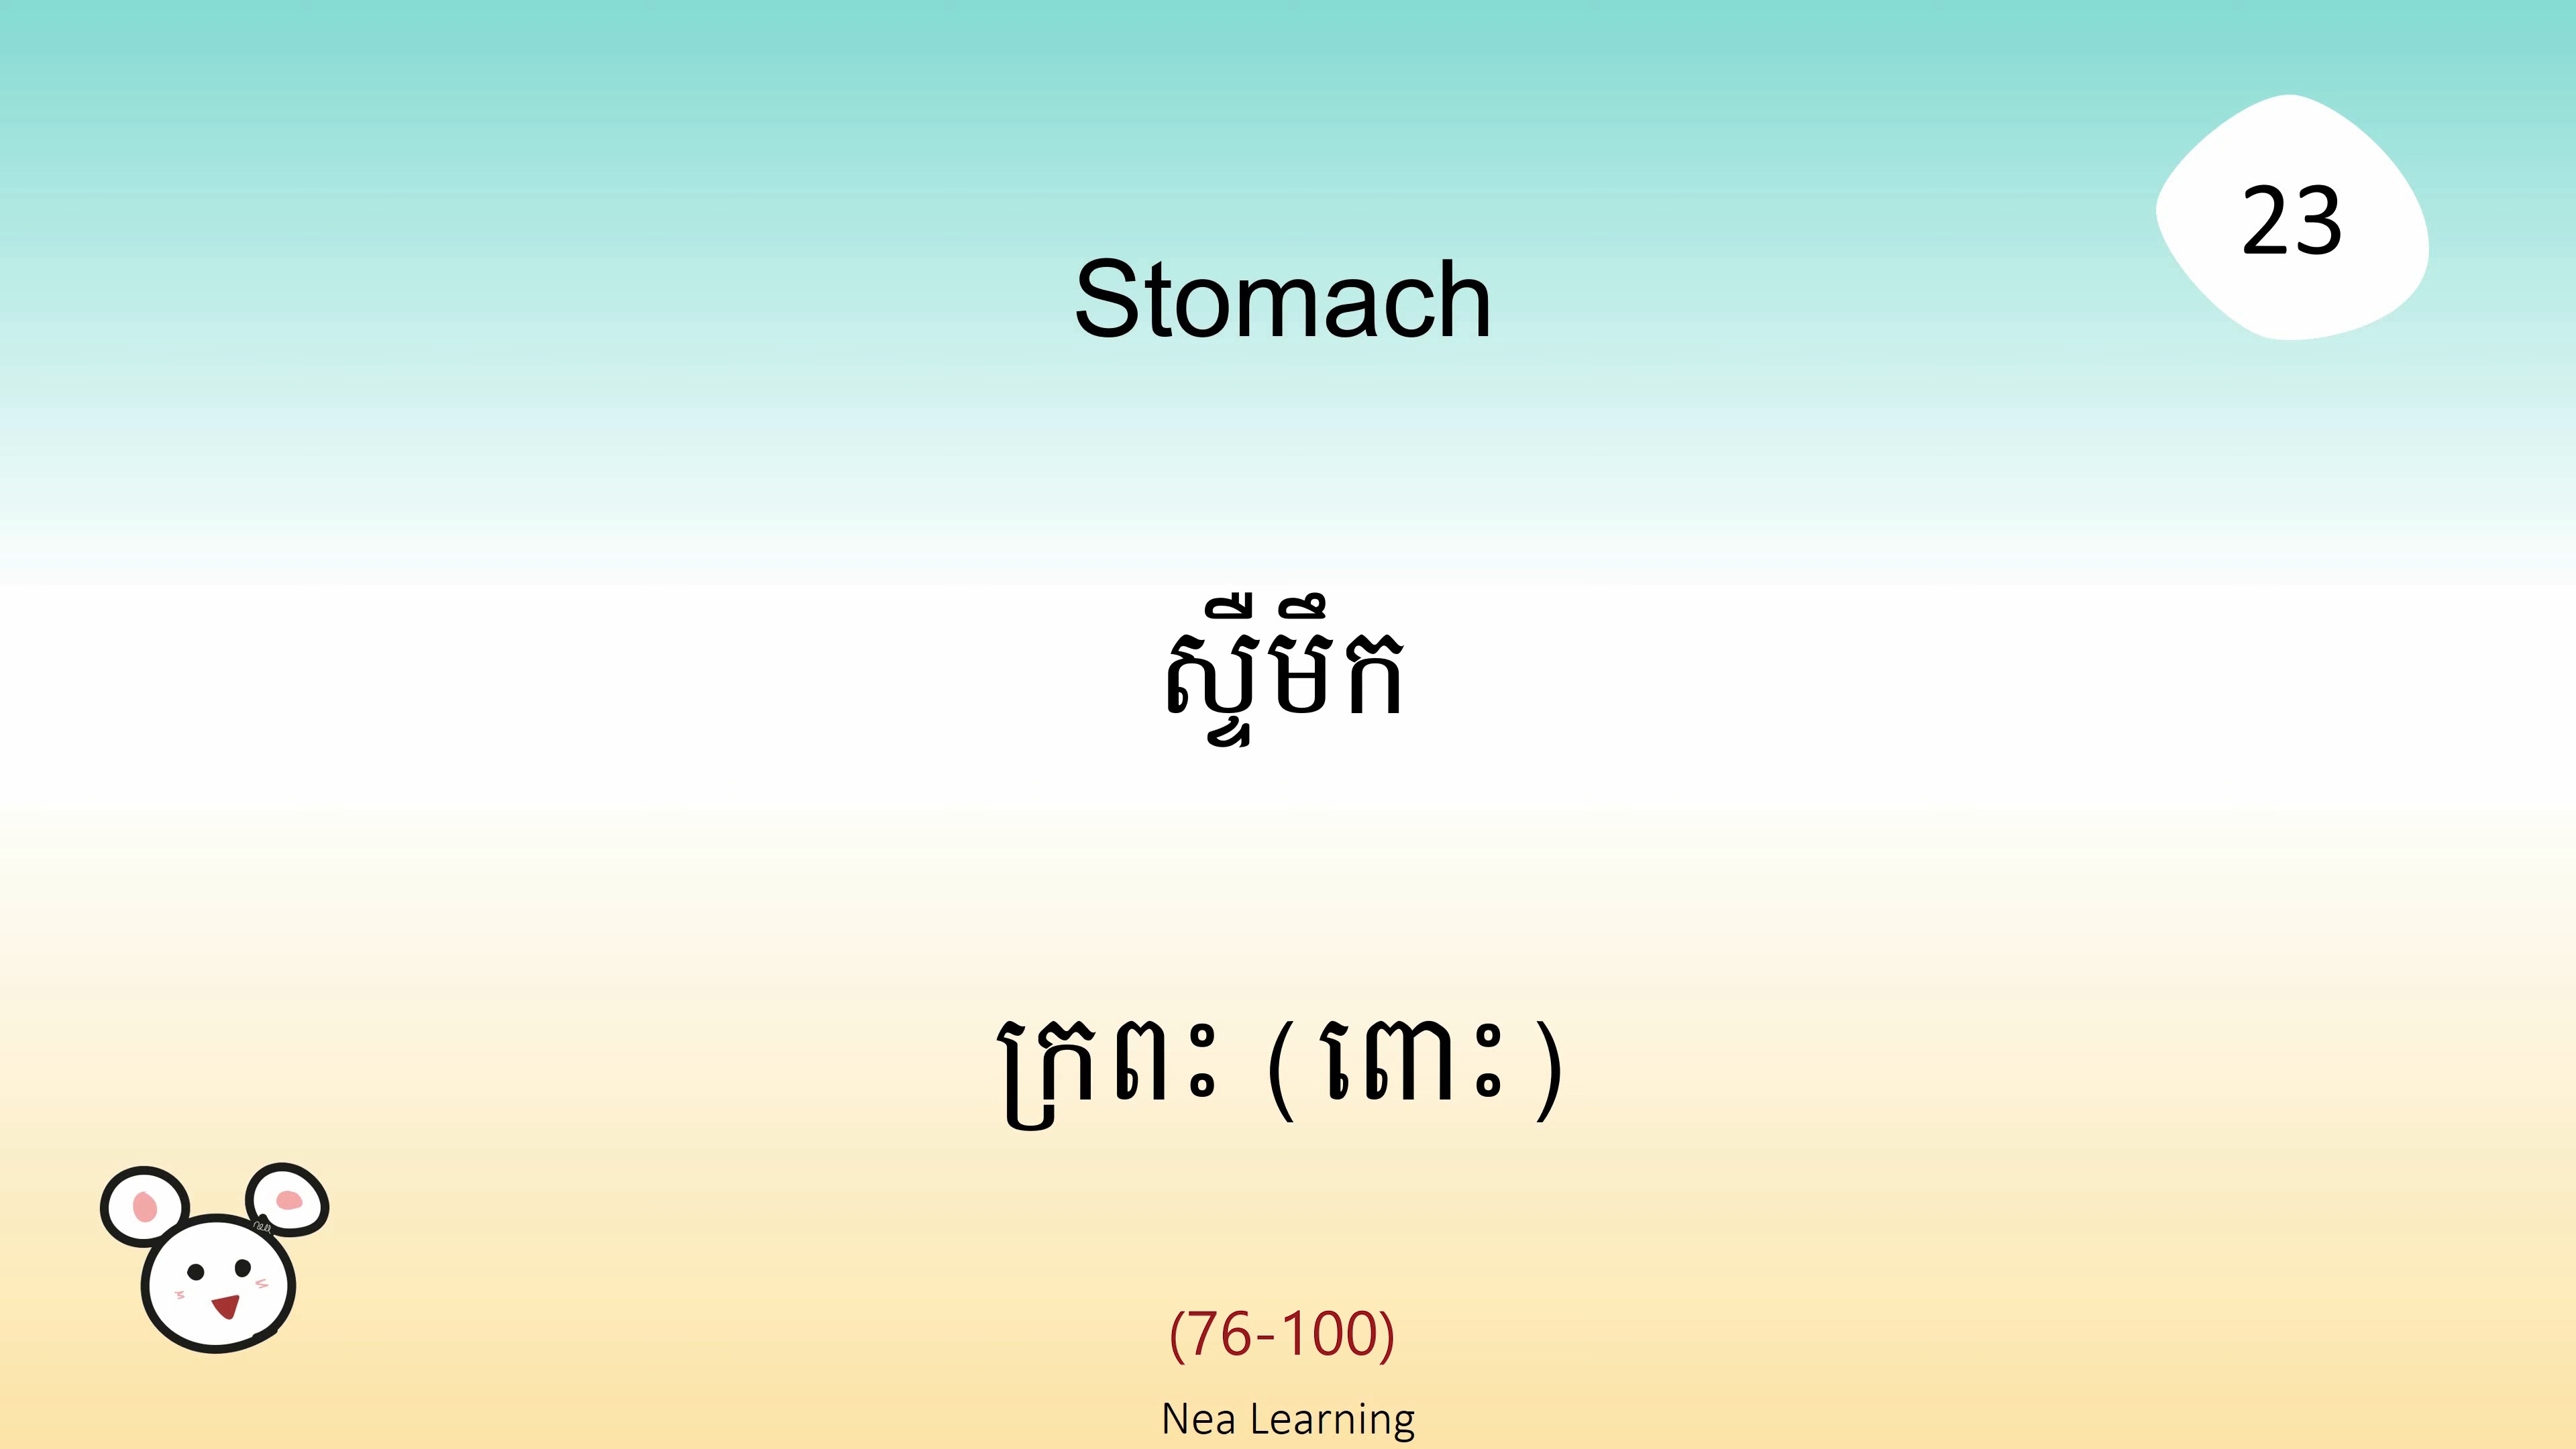 23
Stomach
ស្ទឺមឹក
ក្រពះ (ពោះ)
(76-100)
Nea Learning